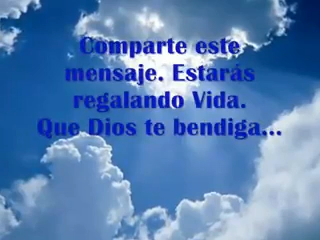 Comparte este
mensaje. Estarás
regalando Vida.
Que Dios te bendiga...